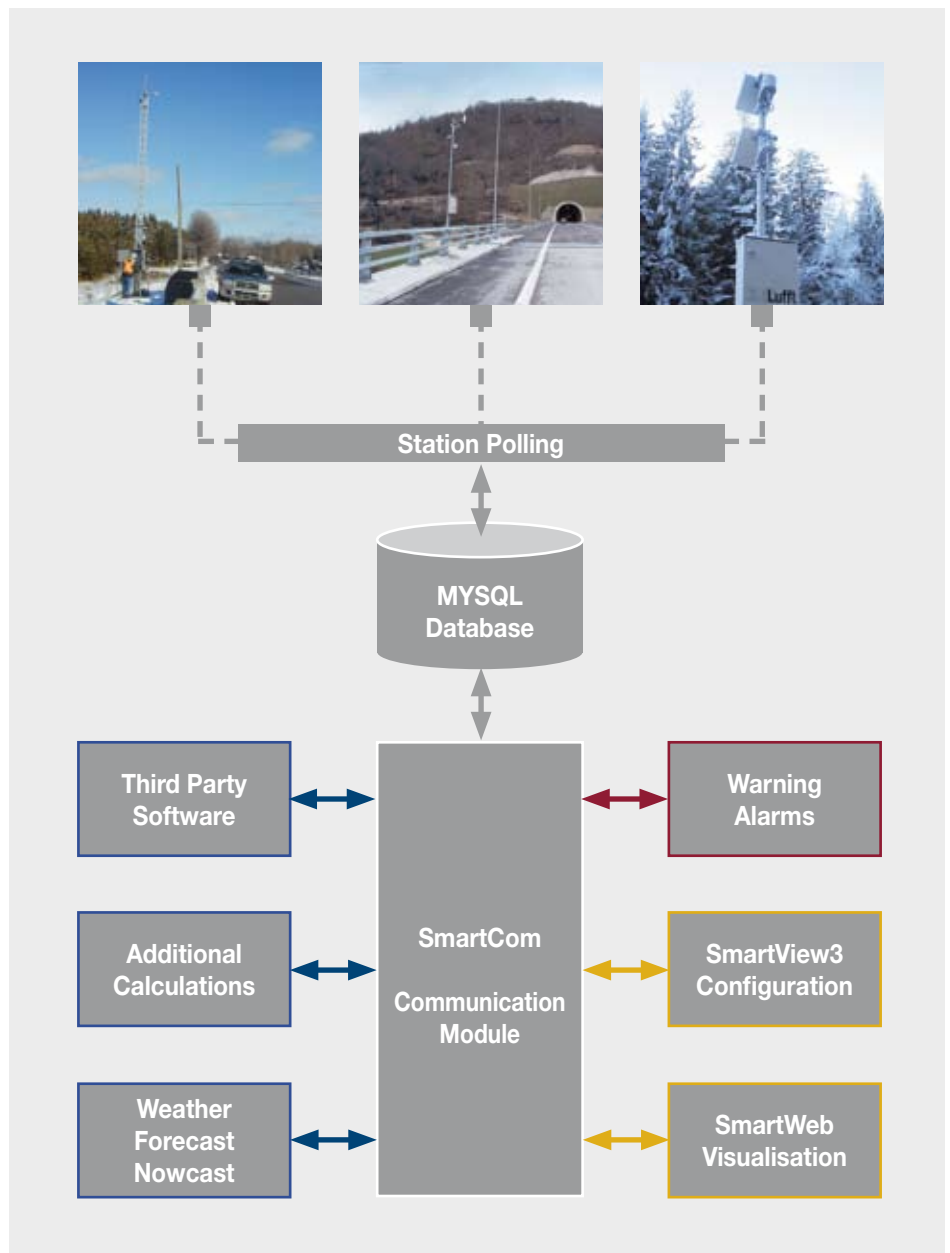 Lufft
Station Polling
MYSQL
Database
Third Party
Software
Warning
Alarms
SmartCom
Communication
Module
Additional
Calculations
SmartView3
Configuration
Weather
Forecast
Nowcast
SmartWeb
Visualisation